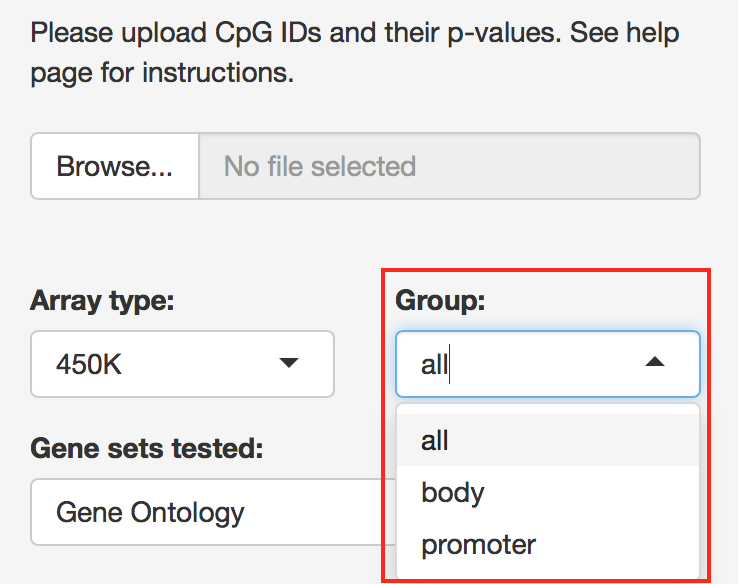 Please upload CpG IDs and their p-values. See help
page for instructions.
Browse...
No file selected
Array type:
450K
Group:
all
all
body
promoter
Gene sets tested:
Gene Ontology